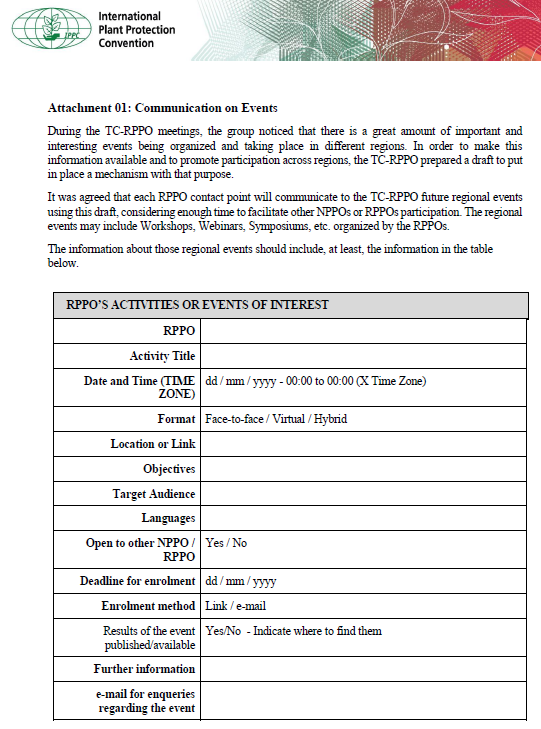 IPPC
International
Plant Protection
Convention
Attachment 01: Communication on Events
During the TC-RPPO meetings, the group noticed that there is a great amount of important and
interesting events being organized and taking place in different regions. In order to make this
information available and to promote participation across regions, the TC-RPPO prepared a draft to put
in place a mechanism with that purpose.
It was agreed that each RPPO contact point will communicate to the TC-RPPO future regional events
using this draft, considering enough time to facilitate other NPPOs or RPPOs participation. The regional
events may include Workshops, Webinars, Symposiums, etc. organized by the RPPOs.
The information about those regional events should include, at least, the information in the table
below.
RPPO'S ACTIVITIES OR EVENTS OF INTEREST
RPPO
Activity Title
Date and Time (TIME dd / mm / yyyy - 00:00 to 00:00 (X Time Zone)
ZONE)
Format Face-to-face / Virtual / Hybrid
Location or Link
Objectives
Target Audience
Languages
Open to other NPPO / Yes / No
RPPO
Deadline for enrolment dd / mm / yyyy
Enrolment method Link / e-mail
Results of the event Yes/No - Indicate where to find them
published/available
Further information
e-mail for enqueries
regarding the event